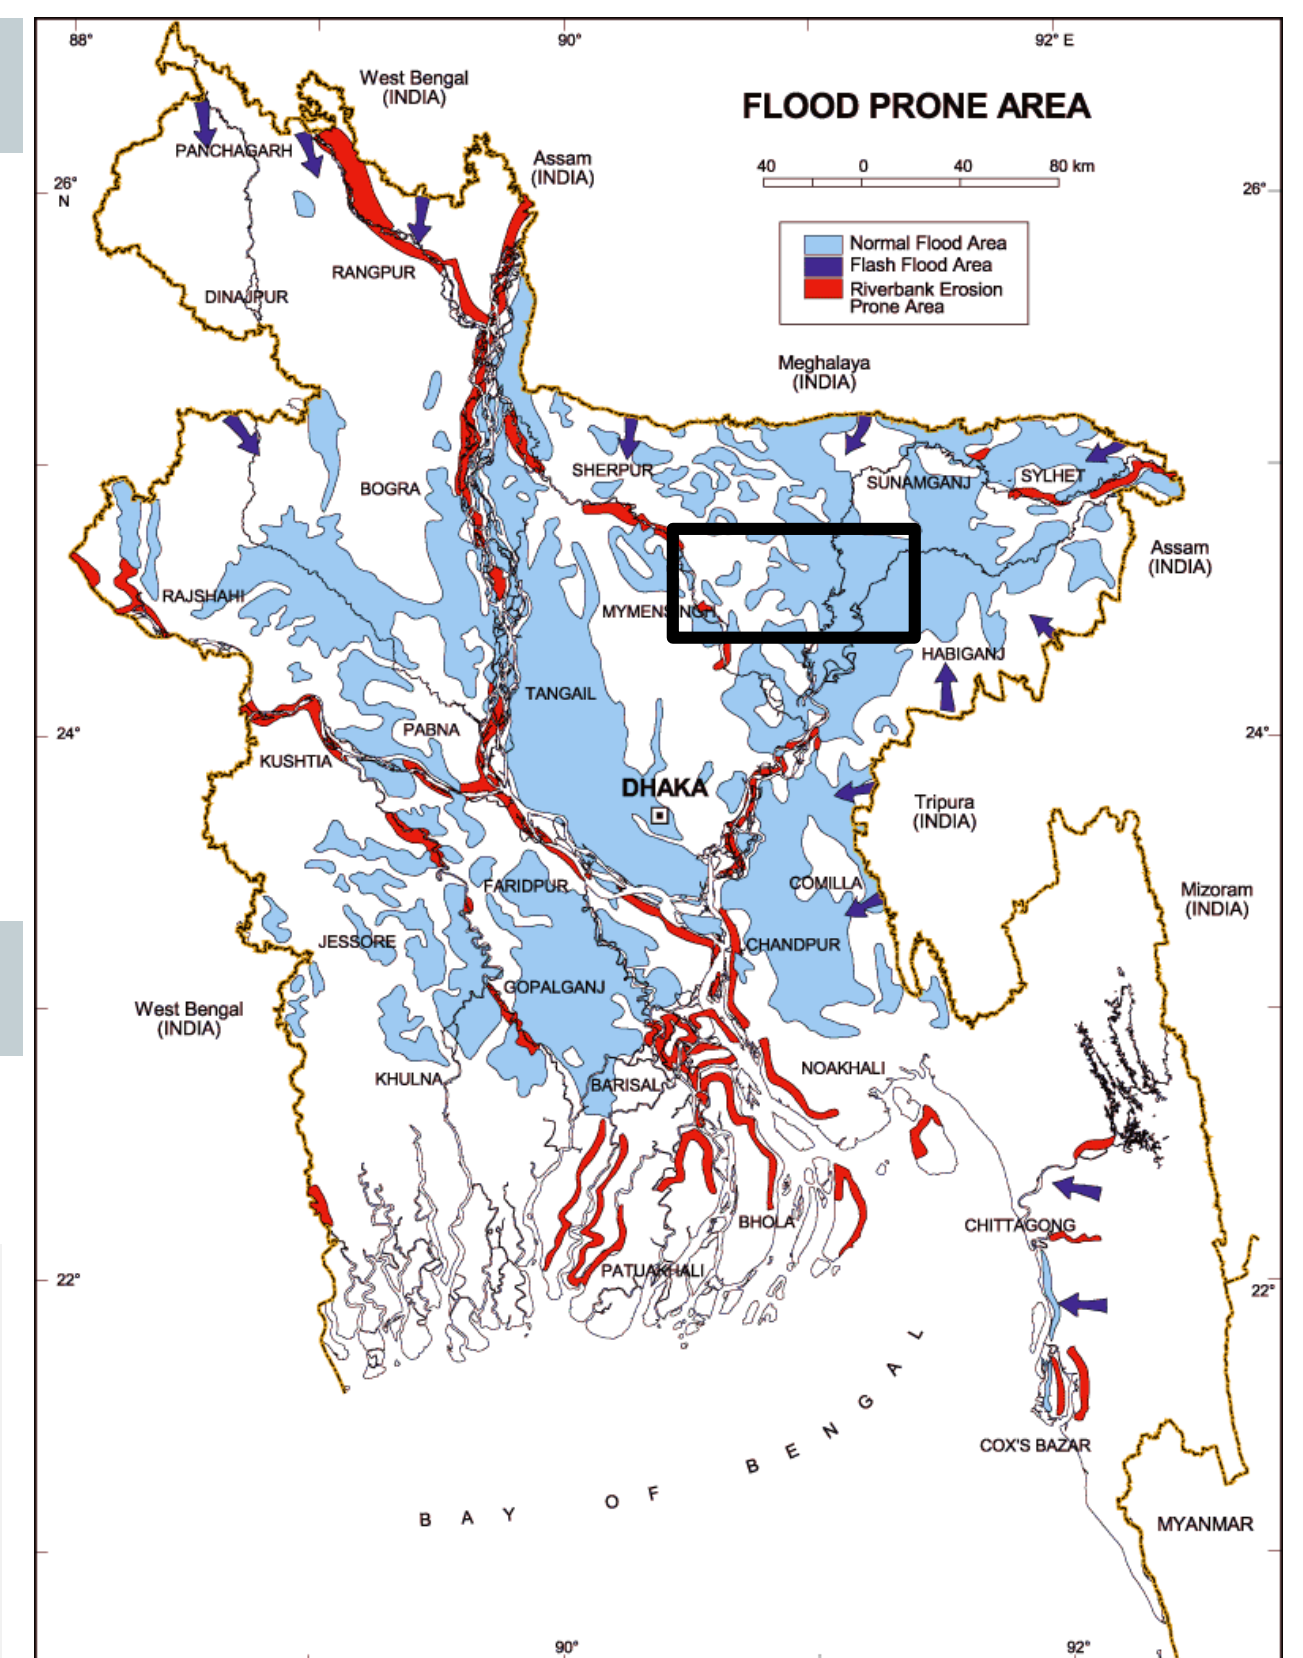 88°
90°
92° E
West Bengal
(INDIA)
FLOOD PRONE AREA
Assam
(INDIA)
40
0
40
80 km
PANCHAGARH
26°
N
26°
Normal Flood Area
Flash Flood Area
Riverbank Erosion
Prone Area
RANGPUR
DINAJPUR
Meghalaya
(INDIA)
SHERPUR
SUNAMGANJ
SYLHET
BOGRA
Assam
(INDIA)
RAJSHAHI
MYMENSINGH
HABIGANJ
TANGAIL
PABNA
24°
24°
KUSHTIA
DHAKA
Tripura
(INDIA)
COMILLA
FARIDPUR
Mizoram
(INDIA)
JESSORE
CHANDPUR
GOPALGANJ
West Bengal
(INDIA)
NOAKHALI
KHULNA
BARISAL
BHOLA
CHITTAGONG
PATUAKHALI
22°
22°
BAY OF BENGAL
COX'S BAZAR
MYANMAR
90°
92°